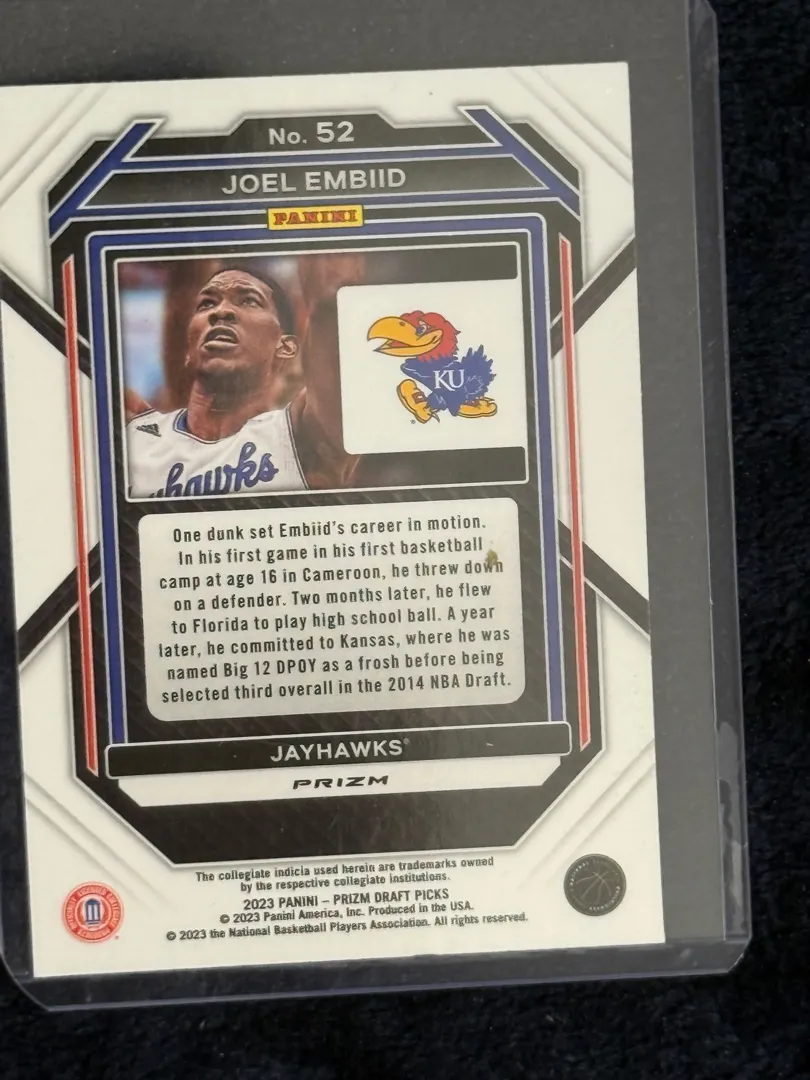 No. 52
JOEL EMBIID
PANINI
KU
yhawks
One dunk set Embiid's career in motion.
In his first game in his first basketball
camp at age 16 in Cameroon, he threw down
on a defender. Two months later, he flew
to Florida to play high school ball. A year
later, he committed to Kansas, where he was
named Big 12 DPOY as a frosh before being
selected third overall in the 2014 NBA Draft.
JAYHAWKS®
PRIZM
The collegiate indicia used herein are trademarks owned
by the respective collegiate institutions.
2023 PANINI – PRIZM DRAFT PICKS
© 2023 Panini America, Inc. Produced in the USA.
© 2023 the National Basketball Players Association. All rights reserved.